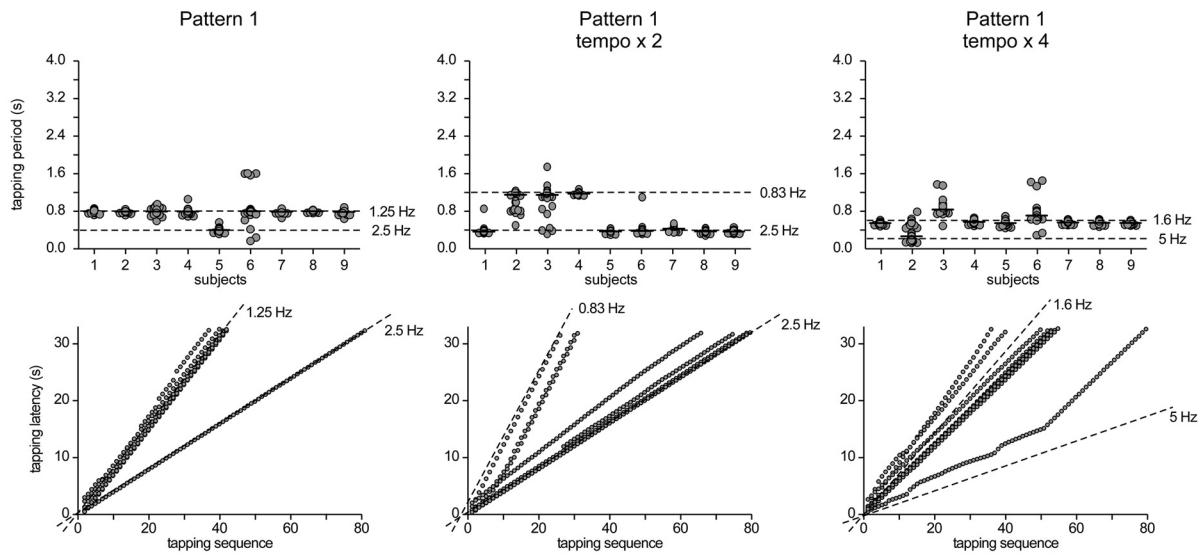 Pattern 1
Pattern 1
tempo x 2
Pattern 1
tempo x 4
tapping period (s)
4.0
3.2
2.4
1.6
0.8
0.0
1.25 Hz
2.5 Hz
1 2 3 4 5 6 7 8 9
subjects
4.0
3.2
2.4
1.6
0.8
0.0
0.83 Hz
2.5 Hz
1 2 3 4 5 6 7 8 9
subjects
4.0
3.2
2.4
1.6
0.8
0.0
1.6 Hz
5 Hz
1 2 3 4 5 6 7 8 9
subjects
tapping latency (s)
30
20
10
0
1.25 Hz
2.5 Hz
0 20 40 60 80
tapping sequence
30
20
10
0
0.83 Hz
2.5 Hz
0 20 40 60 80
tapping sequence
30
20
10
0
1.6 Hz
5 Hz
0 20 40 60 80
tapping sequence